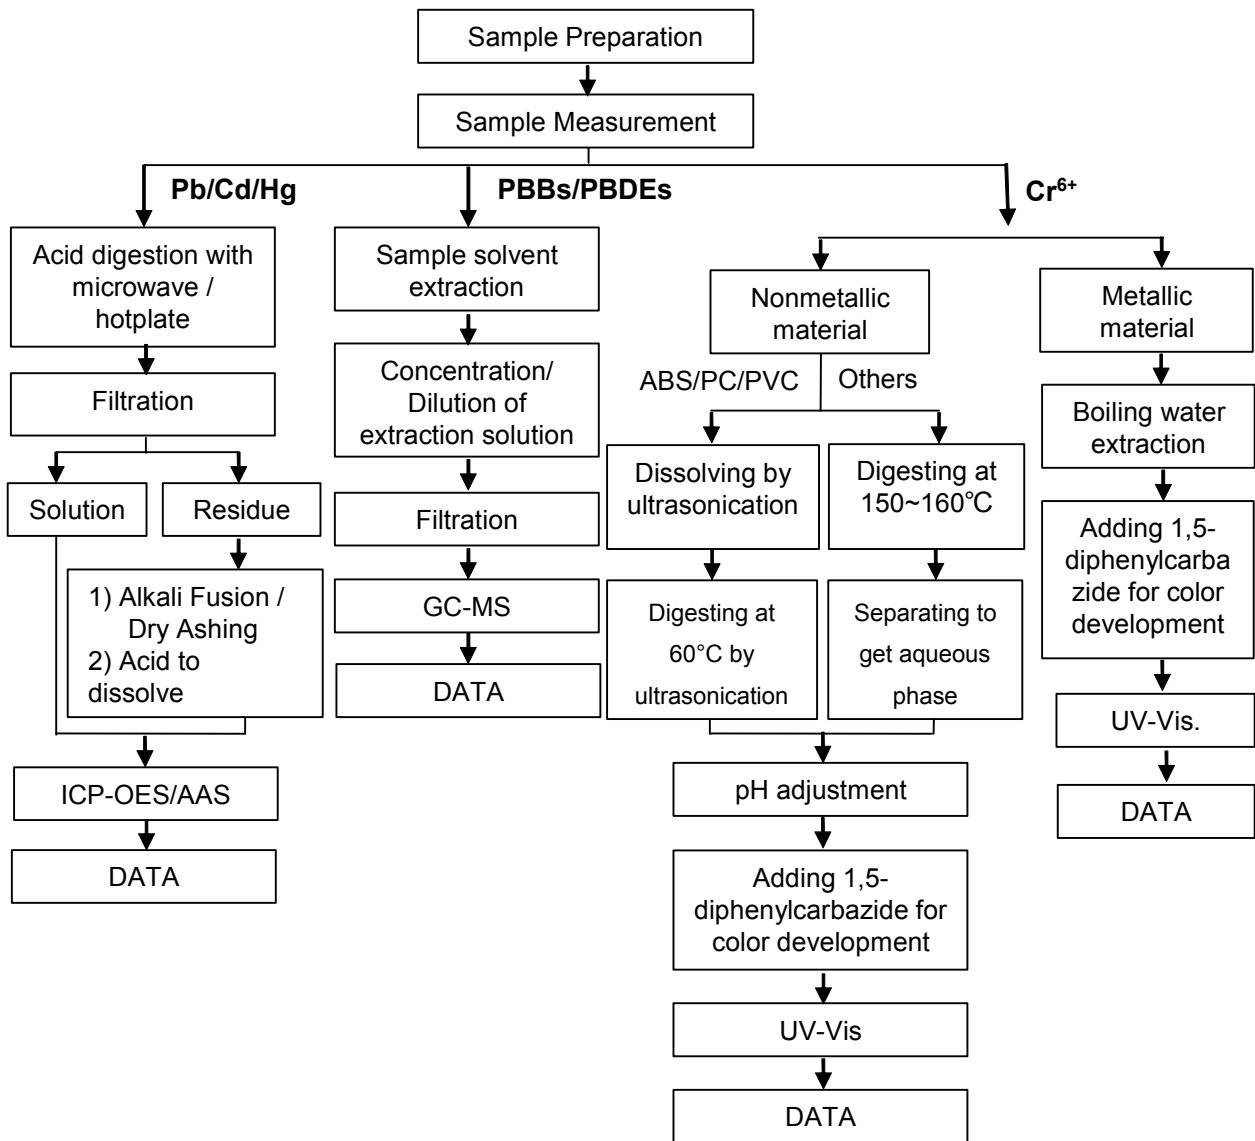 Sample Preparation
Sample Measurement
Pb/Cd/Hg
Acid digestion with
microwave /
hotplate
Filtration
Solution
Residue
1) Alkali Fusion /
Dry Ashing
2) Acid to
dissolve
ICP-OES/AAS
DATA
PBBs/PBDEs
Sample solvent
extraction
Concentration/
Dilution of
extraction solution
Filtration
GC-MS
DATA
Cr⁶⁺
Nonmetallic
material
ABS/PC/PVC
Others
Dissolving by
ultrasonication
Digesting at
60°C by
ultrasonication
Digesting at
150~160℃
Separating to
get aqueous
phase
pH adjustment
Adding 1,5-
diphenylcarbazide for
color development
UV-Vis
DATA
Metallic
material
Boiling water
extraction
Adding 1,5-
diphenylcarba
zide for color
development
UV-Vis.
DATA